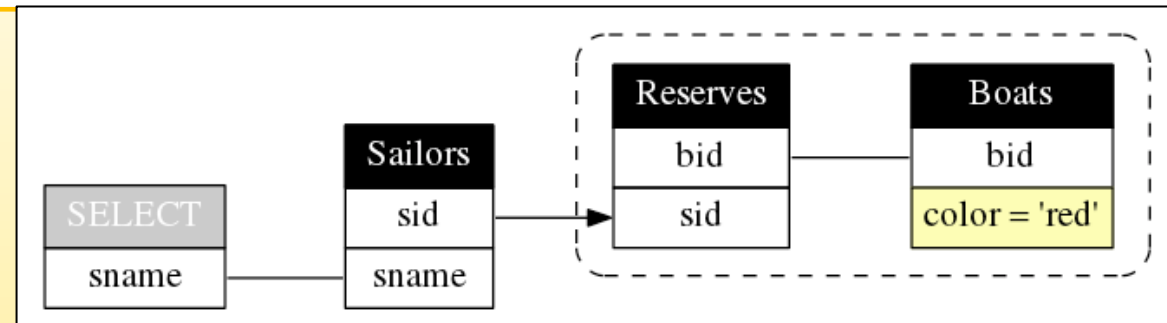 SELECT
sname
Sailors
sid
sname
Reserves
bid
sid
Boats
bid
color = 'red'